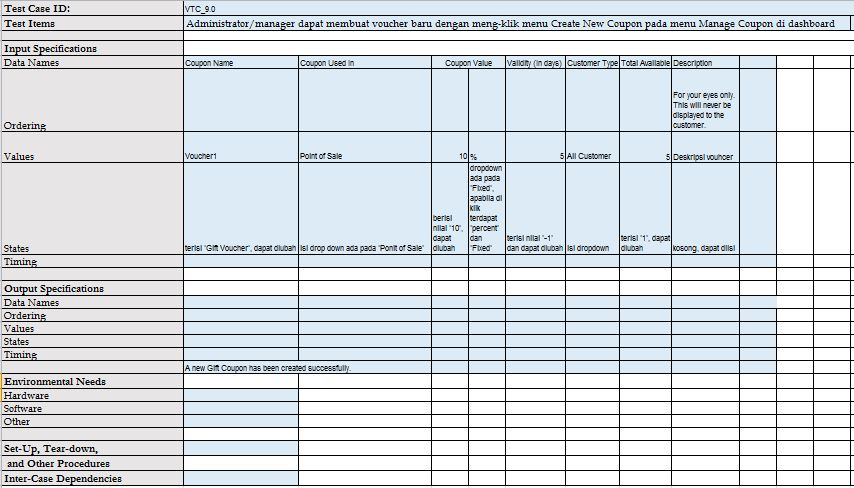 Test Case ID: VTC_9.0
Test Items Administrator/manager dapat membuat voucher baru dengan meng-klik menu Create New Coupon pada menu Manage Coupon di dashboard
Input Specifications
Data Names Coupon Name Coupon Used In Coupon Value Validity (in days) Customer Type Total Available Description
Ordering For your eyes only.
This will never be
displayed to the
customer.
Values Voucher1 Point of Sale 10 % 5 All Customer 5 Deskripsi vouhcer
States terisi 'Gift Voucher', dapat diubah isi drop down ada pada 'Ponit of Sale' berisi
nilai '10',
dapat
diubah dropdown
ada pada
'Fixed',
apabila di
klik
terdapat
'percent'
dan
'Fixed' terisi nilai '-1'
dan dapat diubah isi dropdown terisi '1', dapat
diubah kosong, dapat diisi
Timing
Output Specifications
Data Names
Ordering
Values
States
Timing
A new Gift Coupon has been created successfully.
Environmental Needs
Hardware
Software
Other
Set-Up, Tear-down,
and Other Procedures
Inter-Case Dependencies